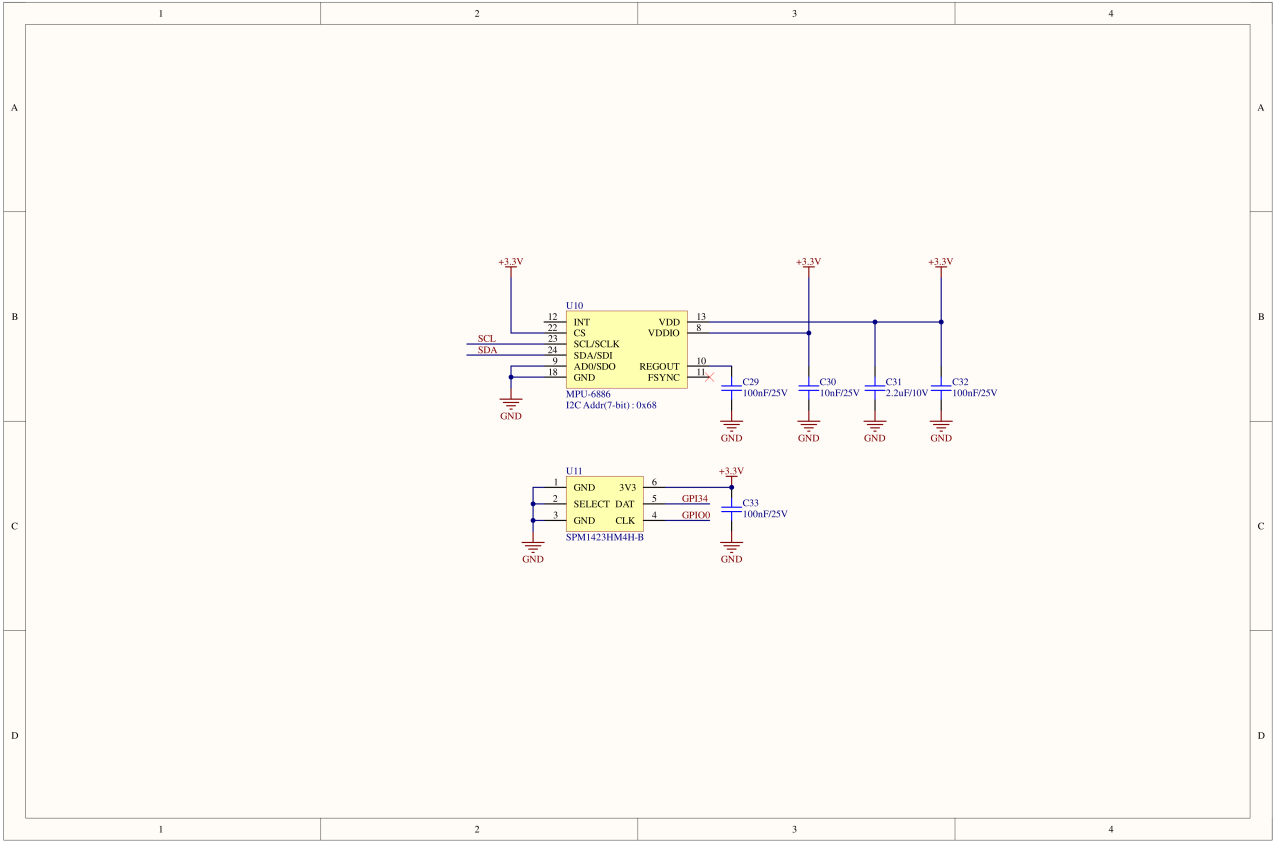 1 2 3 4
A A
+3.3V +3.3V +3.3V
B B
U10
12 INT VDD 13
22 CS VDDIO 8
SCL 23 SCL/SCLK
SDA 24 SDA/SDI
9 AD0/SDO REGOUT 10
18 GND FSYNC 11
MPU-6886
I2C Addr(7-bit) : 0x68
GND
C29
100nF/25V
C30
10nF/25V
C31
2.2uF/10V
C32
100nF/25V
GND GND GND GND
U11
+3.3V
1 GND 3V3 6
2 SELECT DAT 5 GPI34
3 GND CLK 4 GPIO0
SPM1423HM4H-B
C33
100nF/25V
C C
GND GND
D D
1 2 3 4